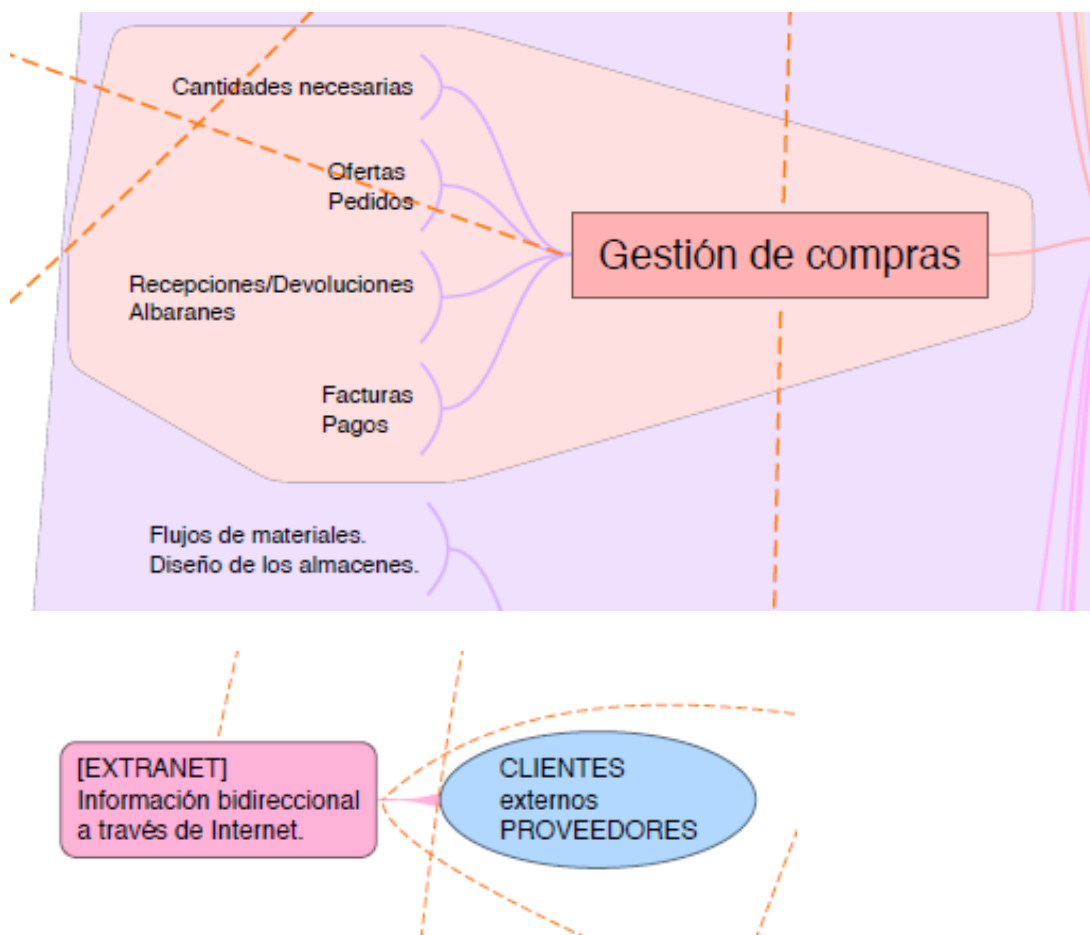 Cantidades necesarias
Ofertas
Pedidos
Gestión de compras
Recepciones/Devoluciones
Albaranes
Facturas
Pagos
Flujos de materiales.
Diseño de los almacenes.
[EXTRANET]
Información bidireccional
a través de Internet.
CLIENTES
externos
PROVEEDORES